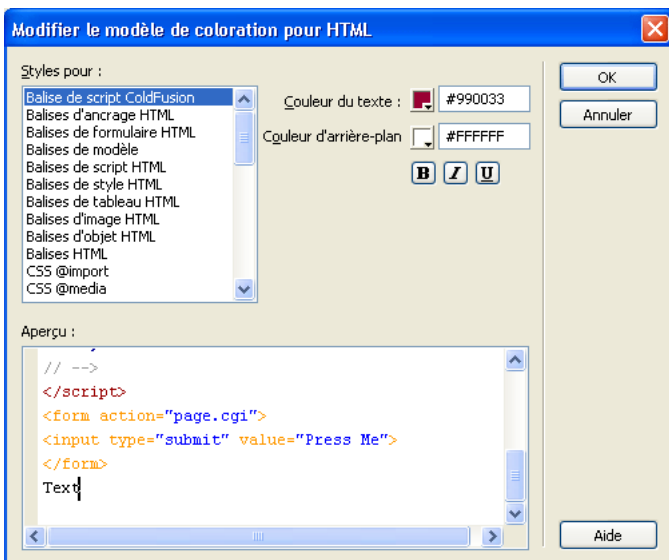 Modifier le modèle de coloration pour HTML
Styles pour :
Balise de script ColdFusion
Balises d'ancrage HTML
Balises de formulaire HTML
Balises de modèle
Balises de script HTML
Balises de style HTML
Balises de tableau HTML
Balises d'image HTML
Balises d'objet HTML
Balises HTML
CSS @import
CSS @media
Couleur du texte : #990033
Couleur d'arrière-plan #FFFFFF
B I U
OK
Annuler
Aperçu :
// -->
</script>
<form action="page.cgi">
<input type="submit" value="Press Me">
</form>
Text
Aide